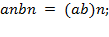 anbn = (ab)n;